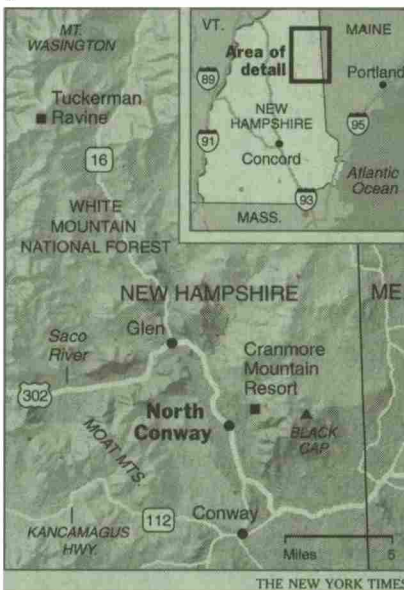 MT.
WASINGTON
Tuckerman
Ravine
16
WHITE
MOUNTAIN
NATIONAL FOREST
VT.
MAINE
Area of
detail
Portland
89
95
NEW
HAMPSHIRE
91
Concord
Atlantic
Ocean
93
MASS.
NEW HAMPSHIRE
ME
Glen
Saco
River
Cranmore
Mountain
Resort
302
North
Conway
MOAT MTS.
BLACK
CAP
112
Conway
KANCAMAGUS
HWY.
Miles
5
THE NEW YORK TIMES